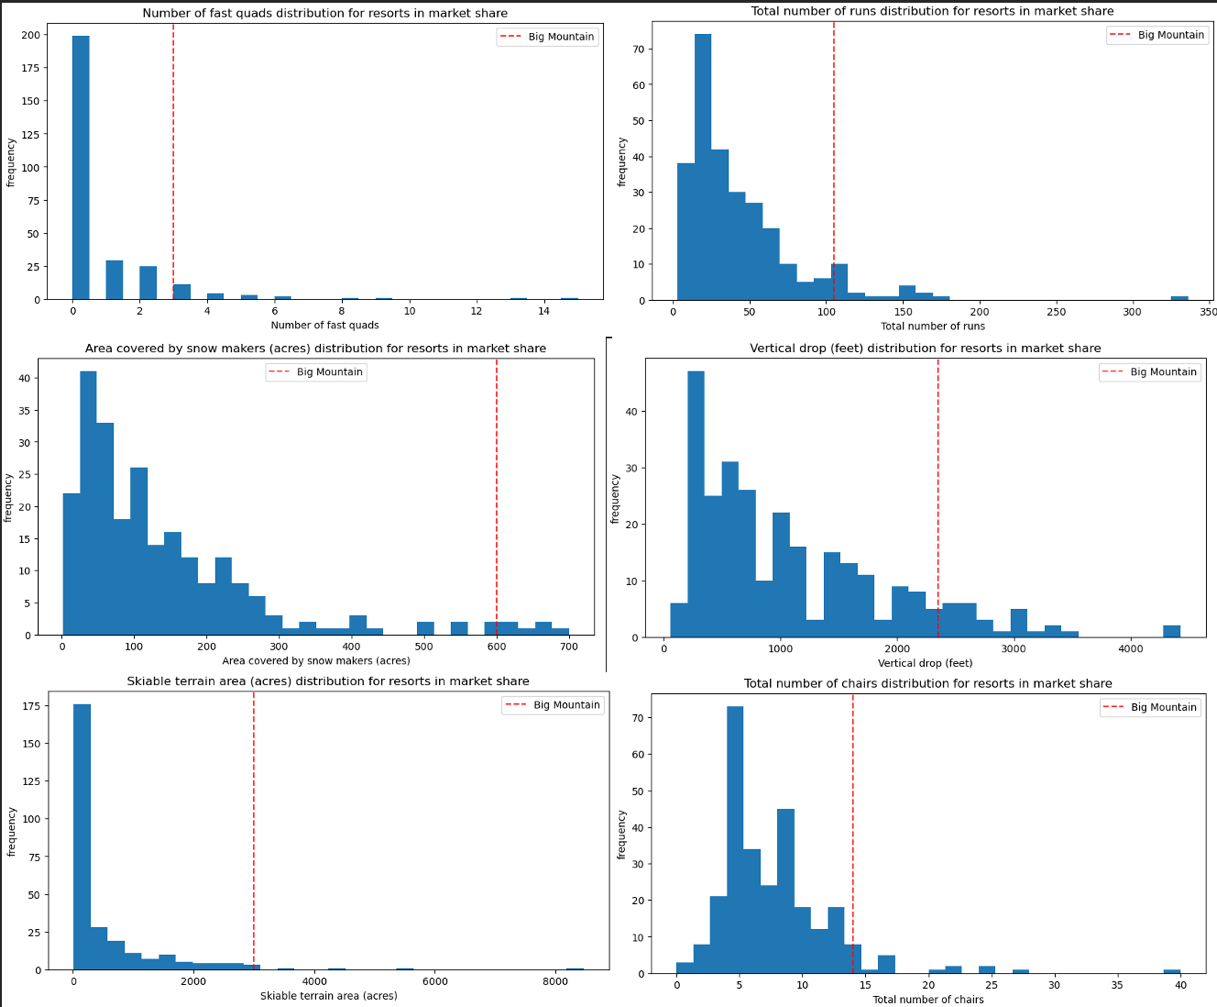 Number of fast quads distribution for resorts in market share
Big Mountain
frequency
200
175
150
125
100
75
50
25
0
0 2 4 6 8 10 12 14
Number of fast quads
Total number of runs distribution for resorts in market share
Big Mountain
frequency
70
60
50
40
30
20
10
0
0 50 100 150 200 250 300 350
Total number of runs
Area covered by snow makers (acres) distribution for resorts in market share
Big Mountain
frequency
40
35
30
25
20
15
10
5
0
0 100 200 300 400 500 600 700
Area covered by snow makers (acres)
Vertical drop (feet) distribution for resorts in market share
Big Mountain
frequency
40
30
20
10
0
0 1000 2000 3000 4000
Vertical drop (feet)
Skiable terrain area (acres) distribution for resorts in market share
Big Mountain
frequency
175
150
125
100
75
50
25
0
0 2000 4000 6000 8000
Skiable terrain area (acres)
Total number of chairs distribution for resorts in market share
Big Mountain
frequency
70
60
50
40
30
20
10
0
0 5 10 15 20 25 30 35 40
Total number of chairs